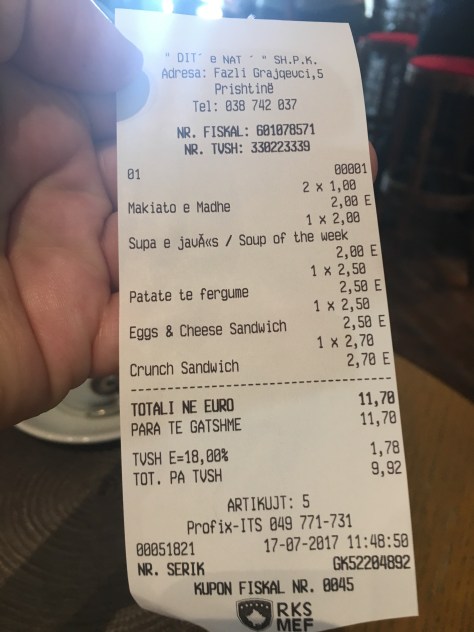 " DIT´ e NAT ´ " SH.P.K.
Adresa: Fazli Grajqevci,5
Prishtinë
Tel: 038 742 037
NR. FISKAL: 601078571
NR. TVSH: 330223339
01 00001
2 x 1,00
Makiato e Madhe 2,00 E
1 x 2,00
Supa e javÃ«s / Soup of the week
2,00 E
1 x 2,50
Patate te fergume 2,50 E
1 x 2,50
Eggs & Cheese Sandwich 2,50 E
1 x 2,70
Crunch Sandwich 2,70 E
TOTALI NE EURO 11,70
PARA TE GATSHME 11,70
TVSH E=18,00% 1,78
TOT. PA TVSH 9,92
ARTIKUJT: 5
Profix-ITS 049 771-731
00051821 17-07-2017 11:48:50
NR. SERIK GK52204892
KUPON FISKAL NR. 0045
RKS
MEF